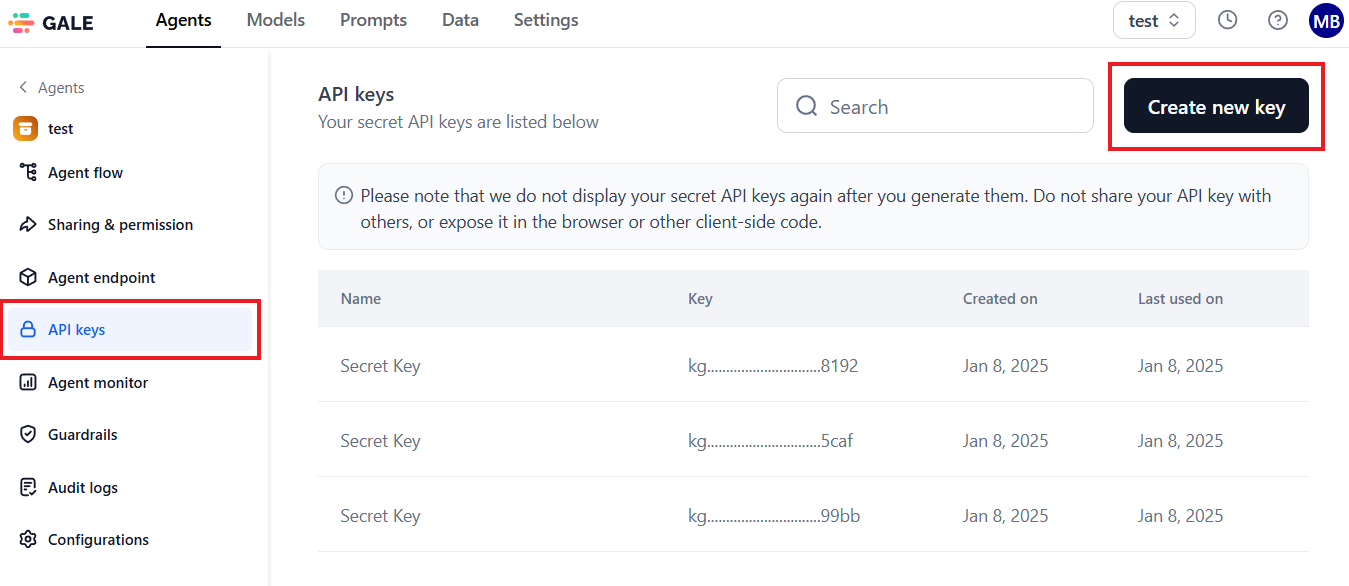 GALE
Agents
Models
Prompts
Data
Settings
test
MB
Agents
test
Agent flow
Sharing & permission
Agent endpoint
API keys
Agent monitor
Guardrails
Audit logs
Configurations
API keys
Your secret API keys are listed below
Search
Create new key
Please note that we do not display your secret API keys again after you generate them. Do not share your API key with
others, or expose it in the browser or other client-side code.
Name Key Created on Last used on
Secret Key kg..............................8192 Jan 8, 2025 Jan 8, 2025
Secret Key kg..............................5caf Jan 8, 2025 Jan 8, 2025
Secret Key kg..............................99bb Jan 8, 2025 Jan 8, 2025